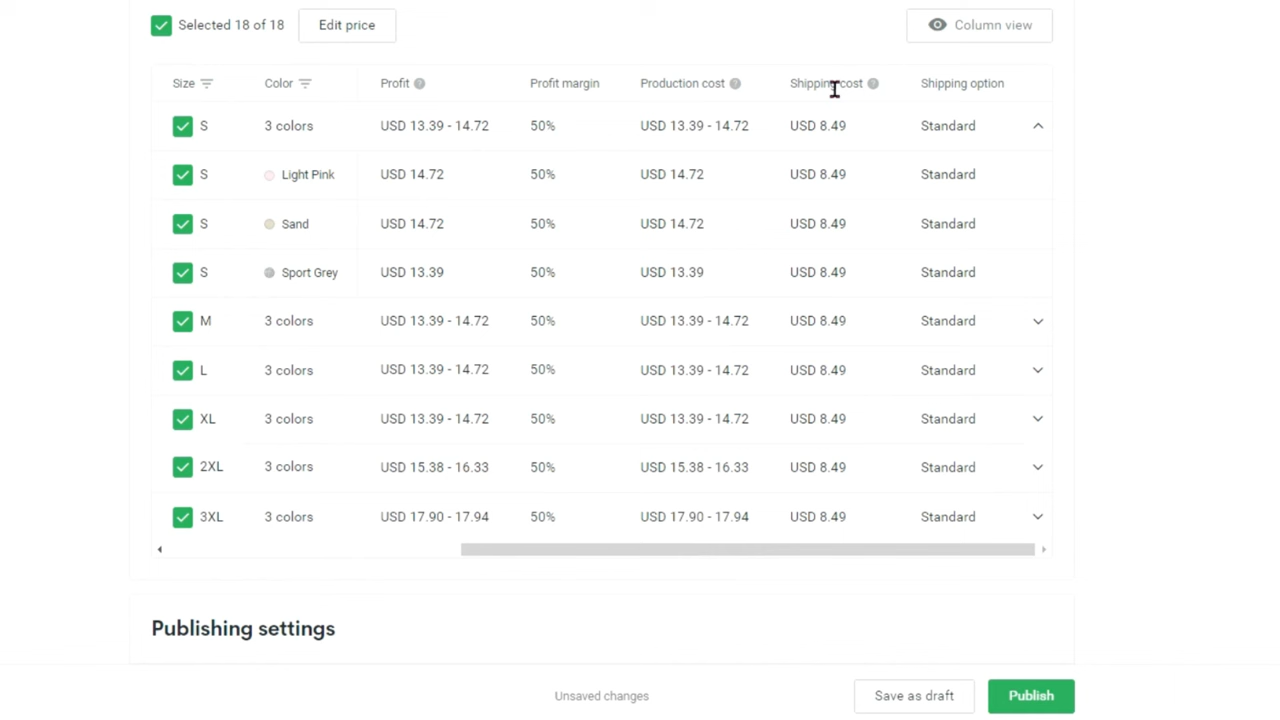 Selected 18 of 18 Edit price Column view
Size Color Profit Profit margin Production cost Shipping cost Shipping option
S 3 colors USD 13.39 - 14.72 50% USD 13.39 - 14.72 USD 8.49 Standard
S Light Pink USD 14.72 50% USD 14.72 USD 8.49 Standard
S Sand USD 14.72 50% USD 14.72 USD 8.49 Standard
S Sport Grey USD 13.39 50% USD 13.39 USD 8.49 Standard
M 3 colors USD 13.39 - 14.72 50% USD 13.39 - 14.72 USD 8.49 Standard
L 3 colors USD 13.39 - 14.72 50% USD 13.39 - 14.72 USD 8.49 Standard
XL 3 colors USD 13.39 - 14.72 50% USD 13.39 - 14.72 USD 8.49 Standard
2XL 3 colors USD 15.38 - 16.33 50% USD 15.38 - 16.33 USD 8.49 Standard
3XL 3 colors USD 17.90 - 17.94 50% USD 17.90 - 17.94 USD 8.49 Standard
Publishing settings
Unsaved changes Save as draft Publish